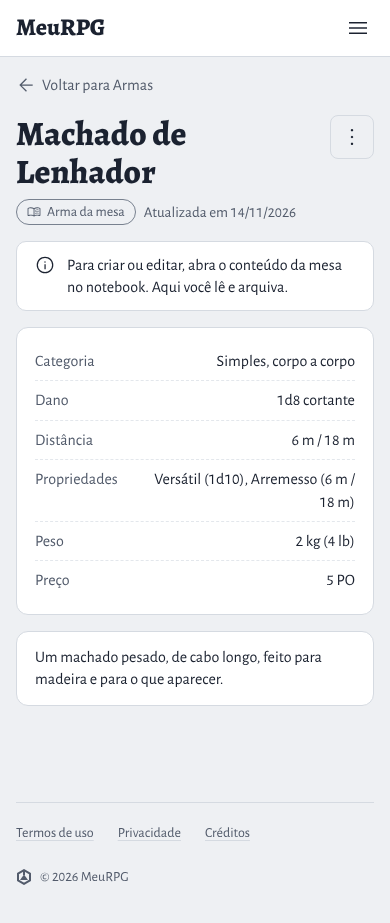 MeuRPG
Voltar para Armas
Machado de
Lenhador
Arma da mesa
Atualizada em 14/11/2026
Para criar ou editar, abra o conteúdo da mesa
no notebook. Aqui você lê e arquiva.
Categoria
Simples, corpo a corpo
Dano
1d8 cortante
Distância
6 m / 18 m
Propriedades
Versátil (1d10), Arremesso (6 m /
18 m)
Peso
2 kg (4 lb)
Preço
5 PO
Um machado pesado, de cabo longo, feito para
madeira e para o que aparecer.
Termos de uso
Privacidade
Créditos
© 2026 MeuRPG